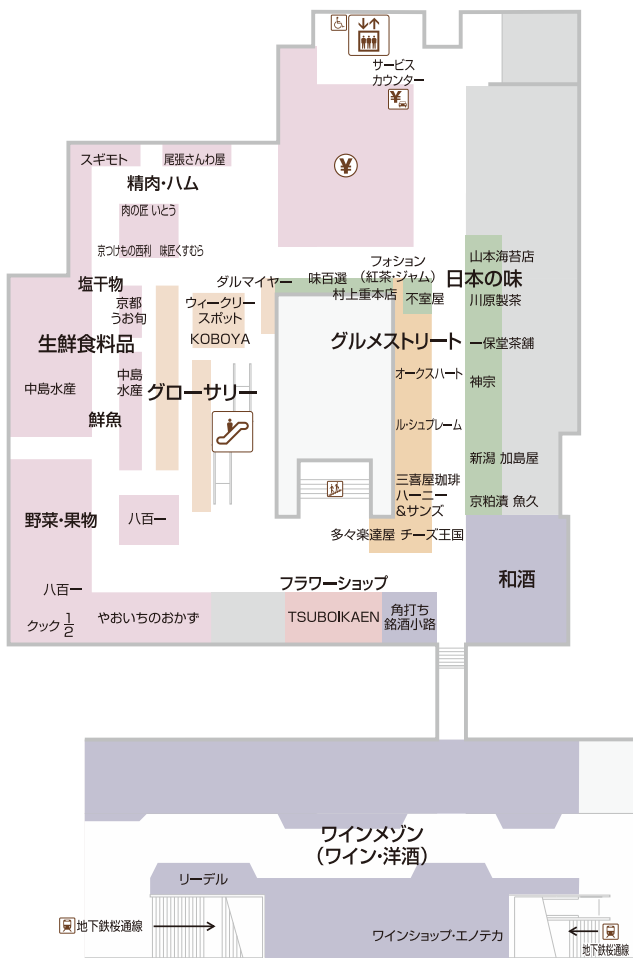 サービス
カウンター
¥
¥
スギモト
尾張さんわ屋
精肉・ハム
肉の匠 いとう
京つけもの西利 味匠くすむら
塩干物
ダルマイヤー
味百選
フォション
(紅茶・ジャム)
村上重本店
不室屋
日本の味
山本海苔店
川原製茶
京都
うお旬
ウィークリー
スポット
KOBOYA
生鮮食料品
グルメストリート
一保堂茶舗
中島水産
中島
水産
グローサリー
オークスハート
神宗
鮮魚
ル・シュプレーム
新潟 加島屋
三喜屋珈琲
ハーニー
&サンズ
京粕漬 魚久
野菜・果物
八百一
多々楽達屋
チーズ王国
和酒
八百一
フラワーショップ
クック 1/2
やおいちのおかず
TSUBOIKAEN
角打ち
銘酒小路
ワインメゾン
(ワイン・洋酒)
リーデル
地下鉄桜通線
ワインショップ・エノテカ
地下鉄桜通線